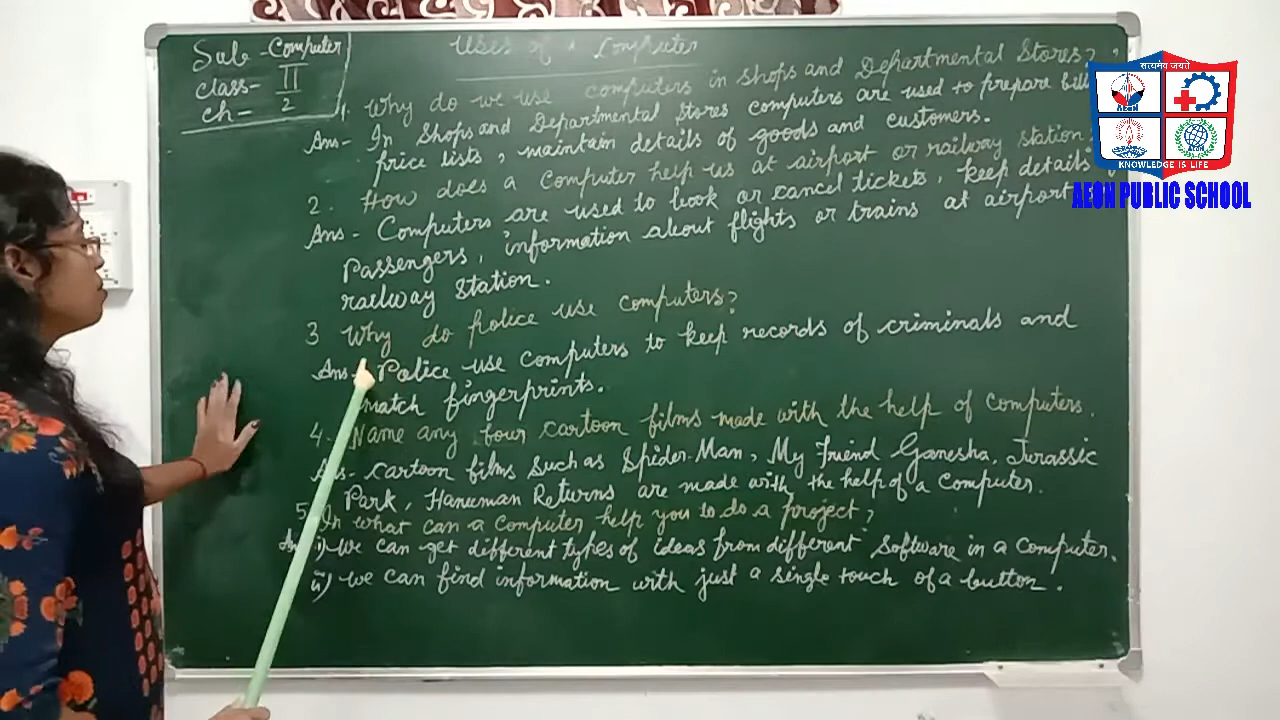 Sub - Computer
class - II
ch - 2
Uses of a Computer
1. Why do we use computers in shops and Departmental Stores?
Ans - In Shops and Departmental Stores computers are used to prepare bill
price lists, maintain details of goods and customers.
2. How does a Computer help us at airport or railway station?
Ans - Computers are used to book or cancel tickets, keep details
Passengers, information about flights or trains at airport
railway station.
3 Why do police use computers?
Ans - Police use computers to keep records of criminals and
match fingerprints.
4. Name any four cartoon films made with the help of Computers.
Ans - cartoon films such as Spider-Man, My friend Ganesha, Jurassic
Park, Hanuman Returns are made with the help of a Computer.
5. In what can a Computer help you to do a project?
Ans i) We can get different types of ideas from different Software in a Computer.
ii) We can find information with just a single touch of a button.
सत्यमेव जयते
AEON
KNOWLEDGE IS LIFE
AEON PUBLIC SCHOOL